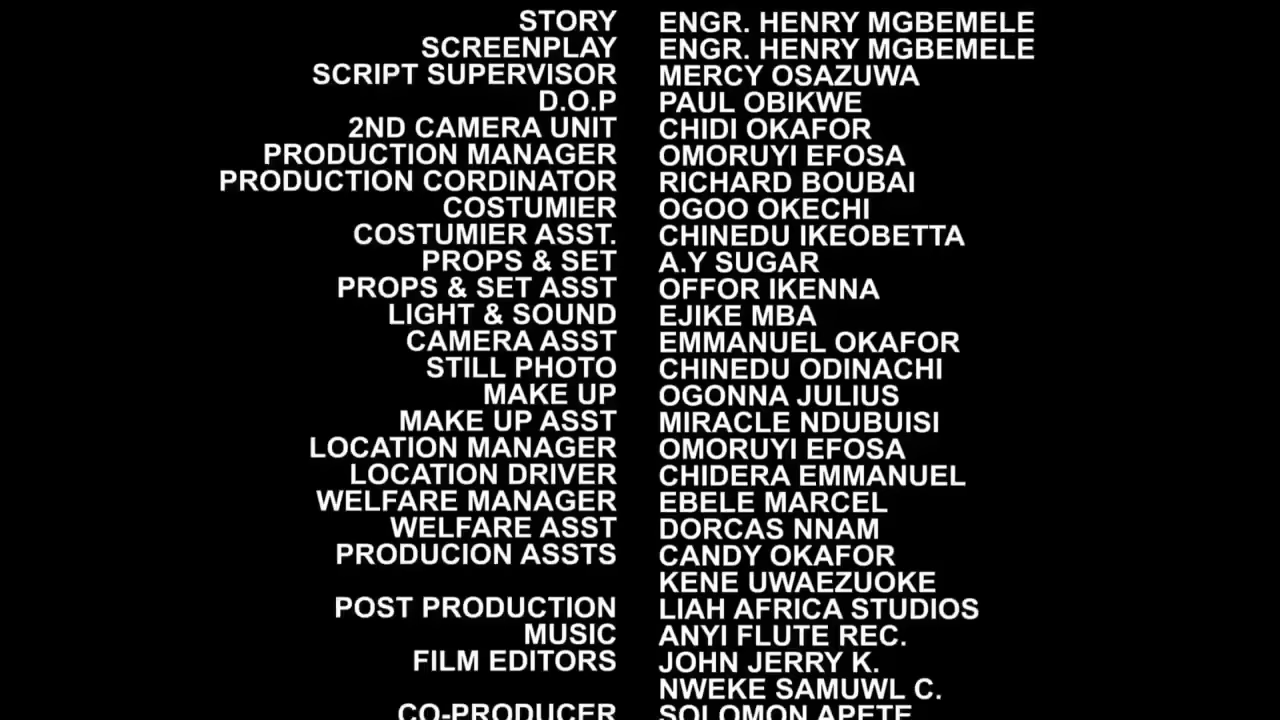 STORY ENGR. HENRY MGBEMELE
SCREENPLAY ENGR. HENRY MGBEMELE
SCRIPT SUPERVISOR MERCY OSAZUWA
D.O.P PAUL OBIKWE
2ND CAMERA UNIT CHIDI OKAFOR
PRODUCTION MANAGER OMORUYI EFOSA
PRODUCTION CORDINATOR RICHARD BOUBAI
COSTUMIER OGOO OKECHI
COSTUMIER ASST. CHINEDU IKEOBETTA
PROPS & SET A.Y SUGAR
PROPS & SET ASST OFFOR IKENNA
LIGHT & SOUND EJIKE MBA
CAMERA ASST EMMANUEL OKAFOR
STILL PHOTO CHINEDU ODINACHI
MAKE UP OGONNA JULIUS
MAKE UP ASST MIRACLE NDUBUISI
LOCATION MANAGER OMORUYI EFOSA
LOCATION DRIVER CHIDERA EMMANUEL
WELFARE MANAGER EBELE MARCEL
WELFARE ASST DORCAS NNAM
PRODUCION ASSTS CANDY OKAFOR
KENE UWAEZUOKE
POST PRODUCTION LIAH AFRICA STUDIOS
MUSIC ANYI FLUTE REC.
FILM EDITORS JOHN JERRY K.
NWEKE SAMUWL C.
CO-PRODUCER SOLOMON APETE